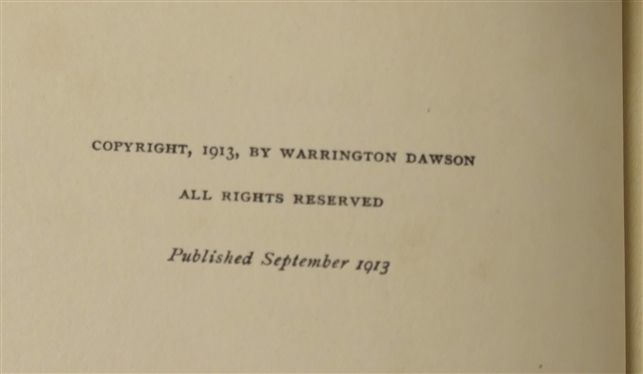 COPYRIGHT, 1913, BY WARRINGTON DAWSON
ALL RIGHTS RESERVED
Published September 1913